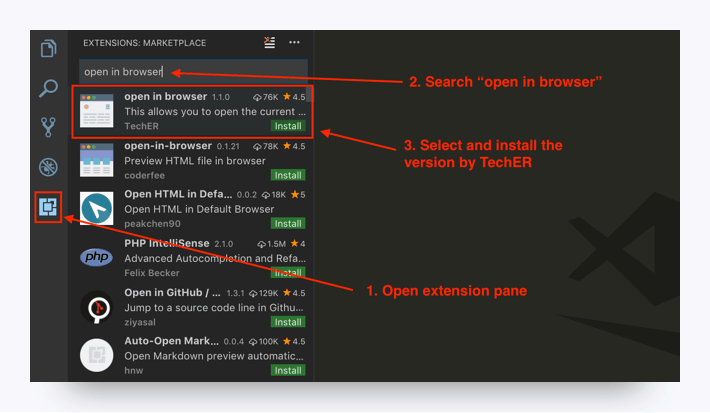 EXTENSIONS: MARKETPLACE
open in browser
open in browser 1.1.0 76K 4.5
This allows you to open the current ...
TechER Install
open-in-browser 0.1.21 78K 4.5
Preview HTML file in browser
coderfee Install
Open HTML in Defa... 0.0.2 18K 5
Open HTML in Default Browser
peakchen90 Install
php
PHP IntelliSense 2.1.0 1.5M 4
Advanced Autocompletion and Refa...
Felix Becker Install
Open in GitHub / ... 1.3.1 129K 4.5
Jump to a source code line in Githu...
ziyasal Install
Auto-Open Mark... 0.0.4 100K 4.5
Open Markdown preview automatic...
hnw Install
2. Search “open in browser”
3. Select and install the
version by TechER
1. Open extension pane